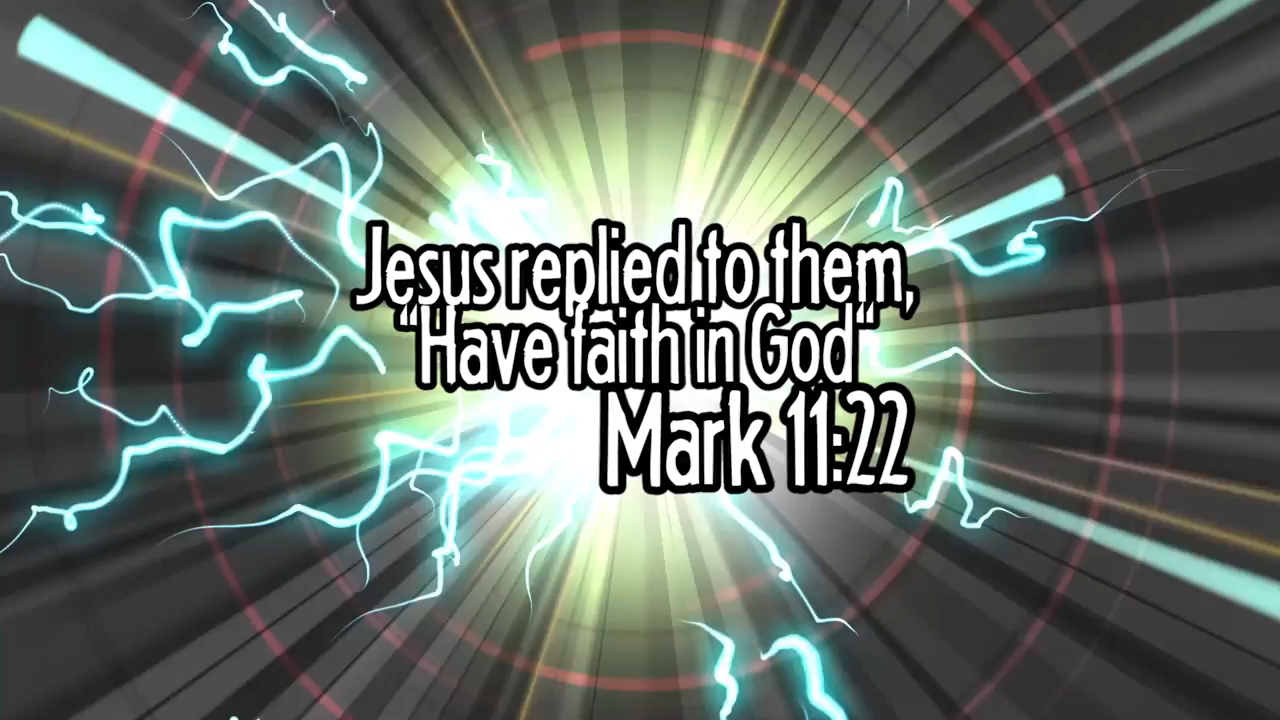 Jesus replied to them,
“Have faith in God“
Mark 11:22